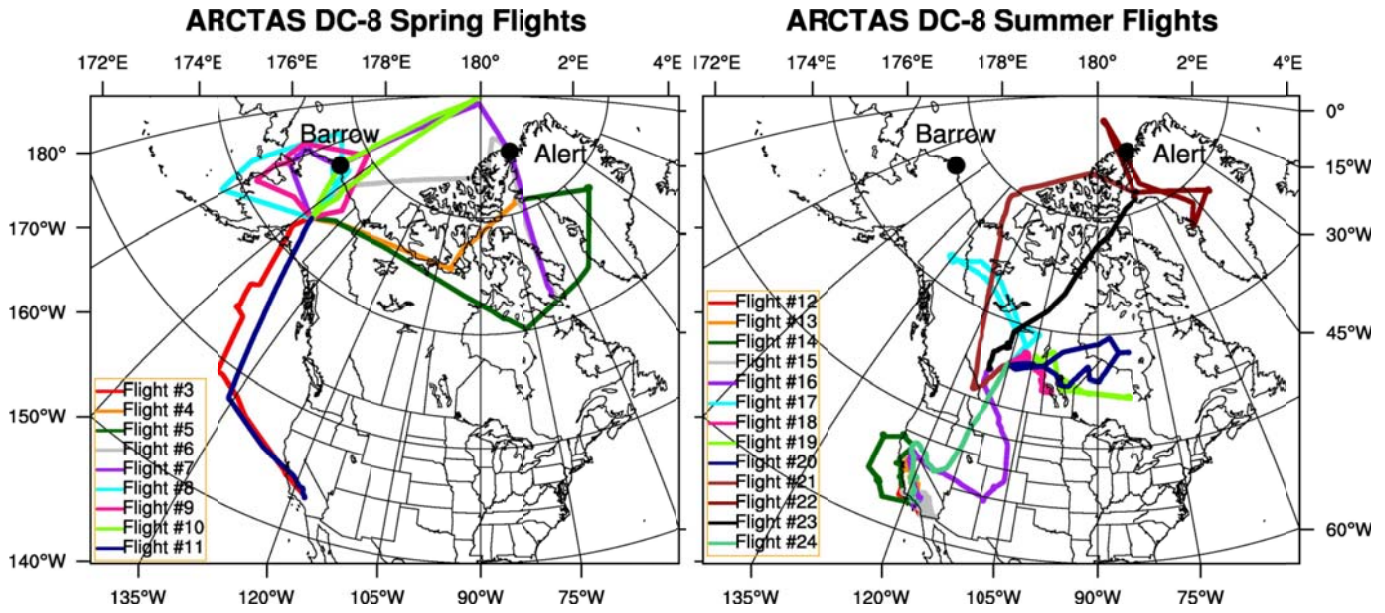 ARCTAS DC-8 Spring Flights
172°E 174°E 176°E 178°E 180° 2°E 4°E
Barrow
Alert
180°
170°W
160°W
150°W
140°W
Flight #3
Flight #4
Flight #5
Flight #6
Flight #7
Flight #8
Flight #9
Flight #10
Flight #11
135°W 120°W 105°W 90°W 75°W
ARCTAS DC-8 Summer Flights
172°E 174°E 176°E 178°E 180° 2°E 4°E
Barrow
Alert
0°
15°W
30°W
45°W
60°W
Flight #12
Flight #13
Flight #14
Flight #15
Flight #16
Flight #17
Flight #18
Flight #19
Flight #20
Flight #21
Flight #22
Flight #23
Flight #24
135°W 120°W 105°W 90°W 75°W